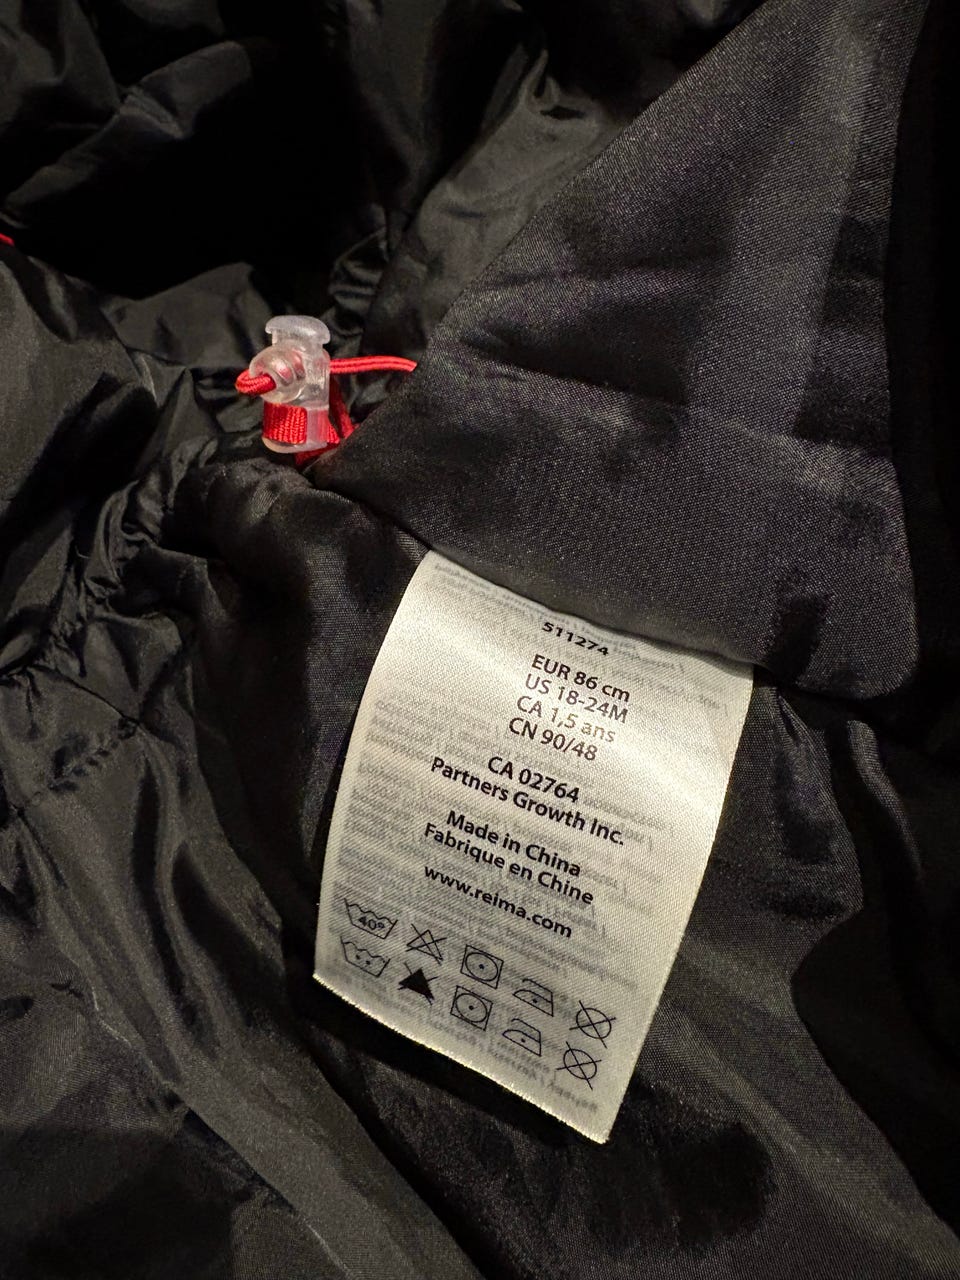 511274
EUR 86 cm
US 18-24M
CA 1,5 ans
CN 90/48
CA 02764
Partners Growth Inc.
Made in China
Fabrique en Chine
www.reima.com
40°